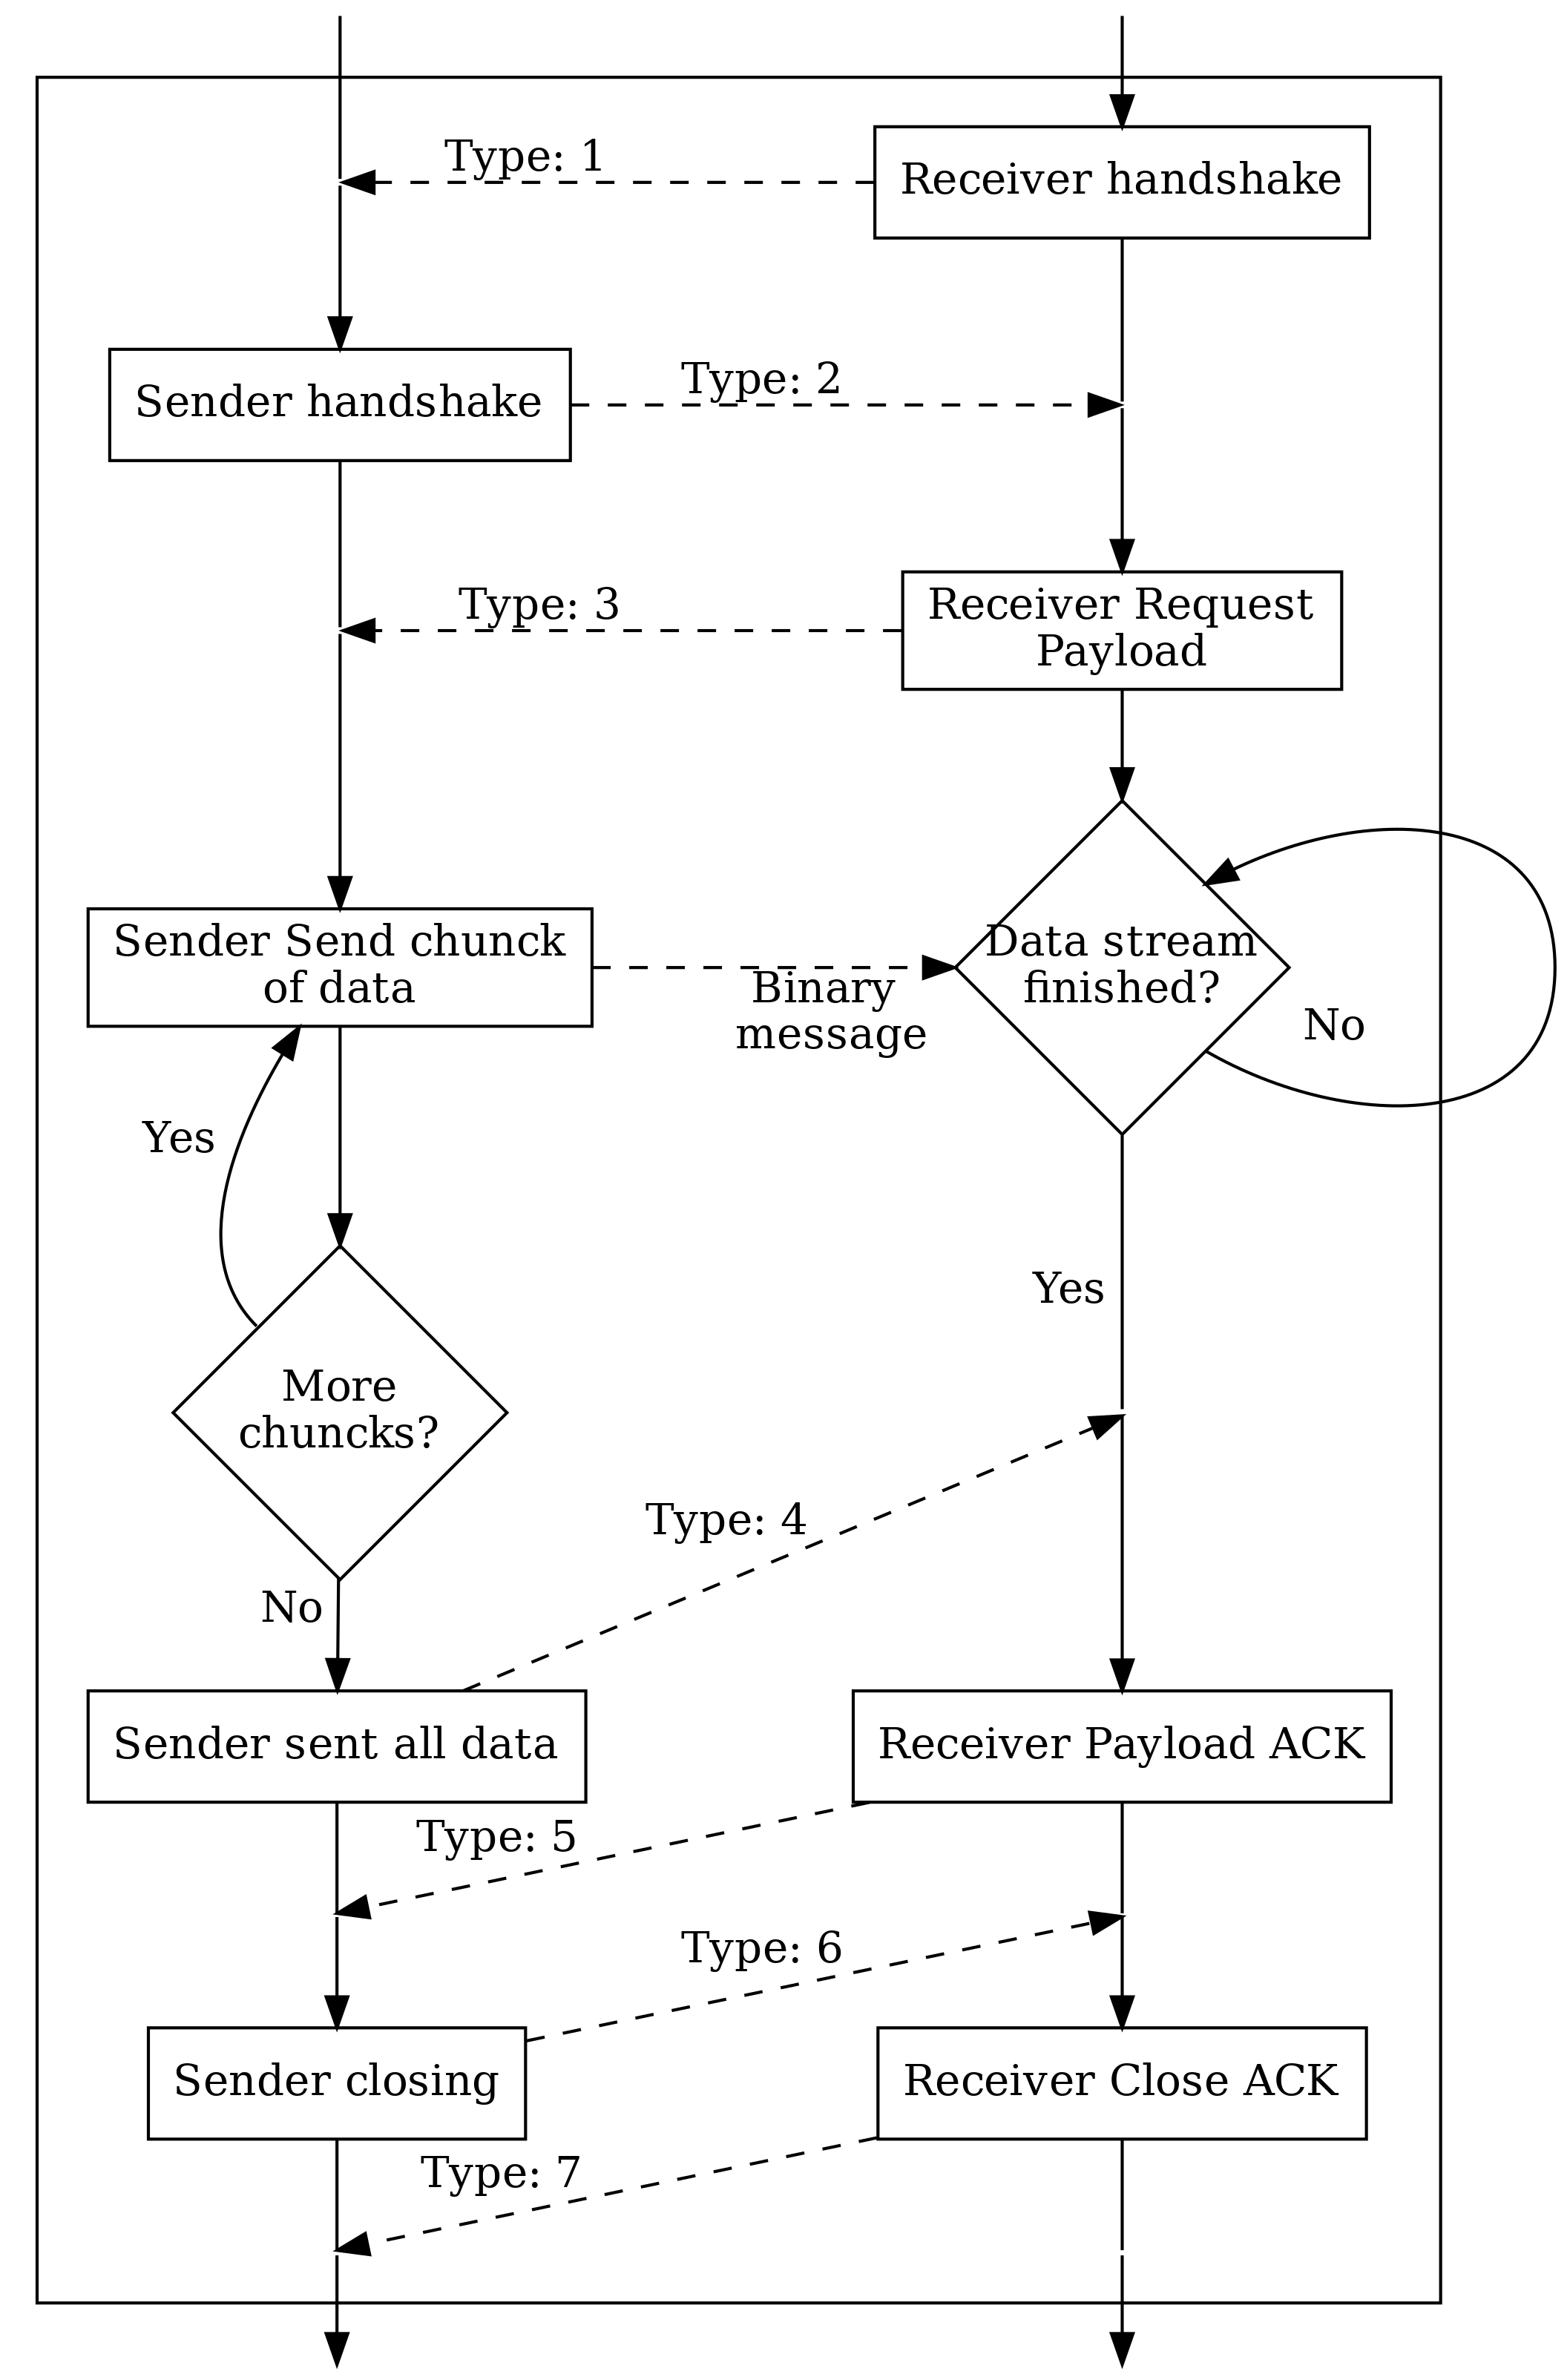 Type: 1
Receiver handshake
Sender handshake
Type: 2
Type: 3
Receiver Request
Payload
Sender Send chunck
of data
Binary
message
Data stream
finished?
No
Yes
Yes
More
chuncks?
Type: 4
No
Sender sent all data
Receiver Payload ACK
Type: 5
Type: 6
Sender closing
Receiver Close ACK
Type: 7